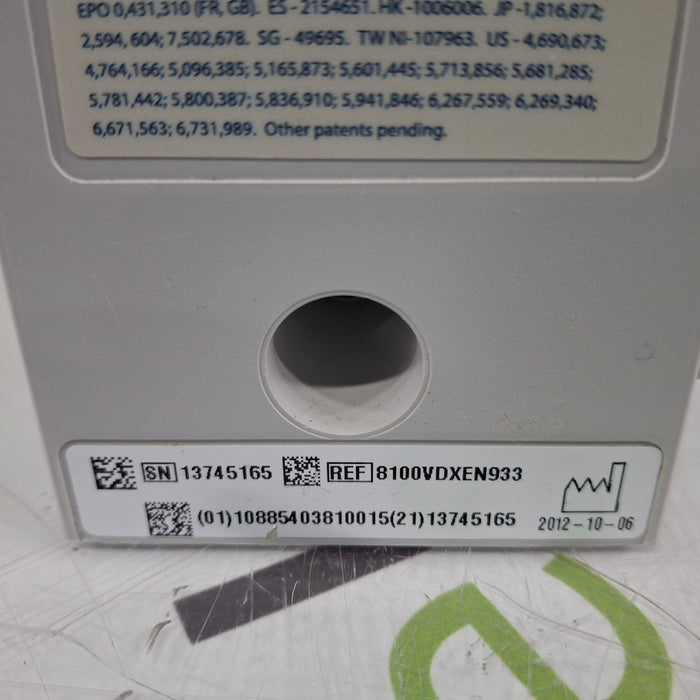 EPO 0,431,310 (FR, GB). ES - 2154651. HK -1006006. JP -1,816,872;
2,594, 604; 7,502,678. SG - 49695. TW NI-107963. US - 4,690,673;
4,764,166; 5,096,385; 5,165,873; 5,601,445; 5,713,856; 5,681,285;
5,781,442; 5,800,387; 5,836,910; 5,941,846; 6,267,559; 6,269,340;
6,671,563; 6,731,989. Other patents pending.
SN 13745165 REF 8100VDXEN933
(01)10885403810015(21)13745165 2012-10-06
e